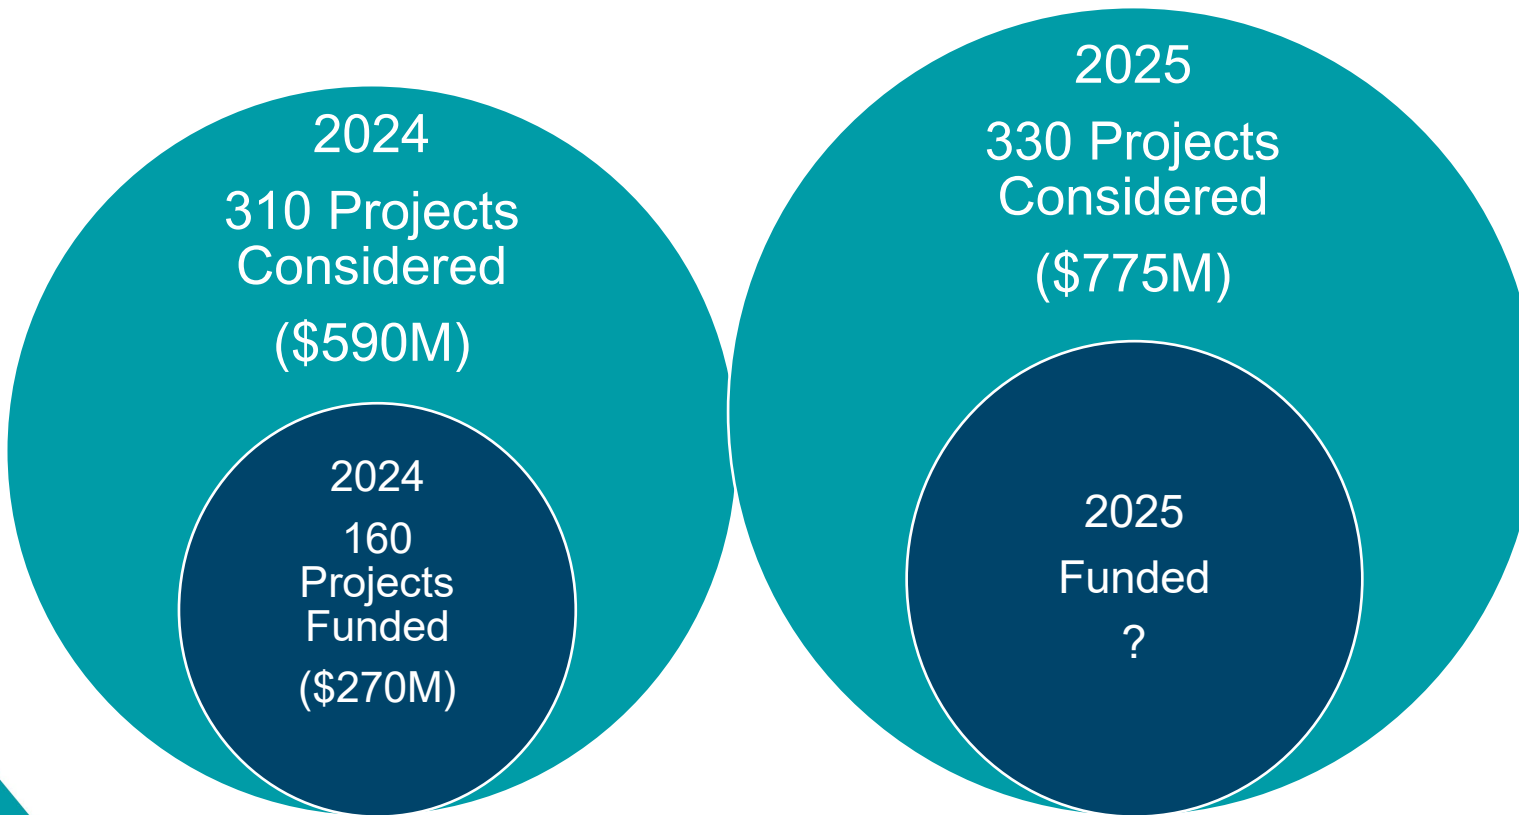 2024
310 Projects
Considered
($590M)
2024
160
Projects
Funded
($270M)
2025
330 Projects
Considered
($775M)
2025
Funded
?